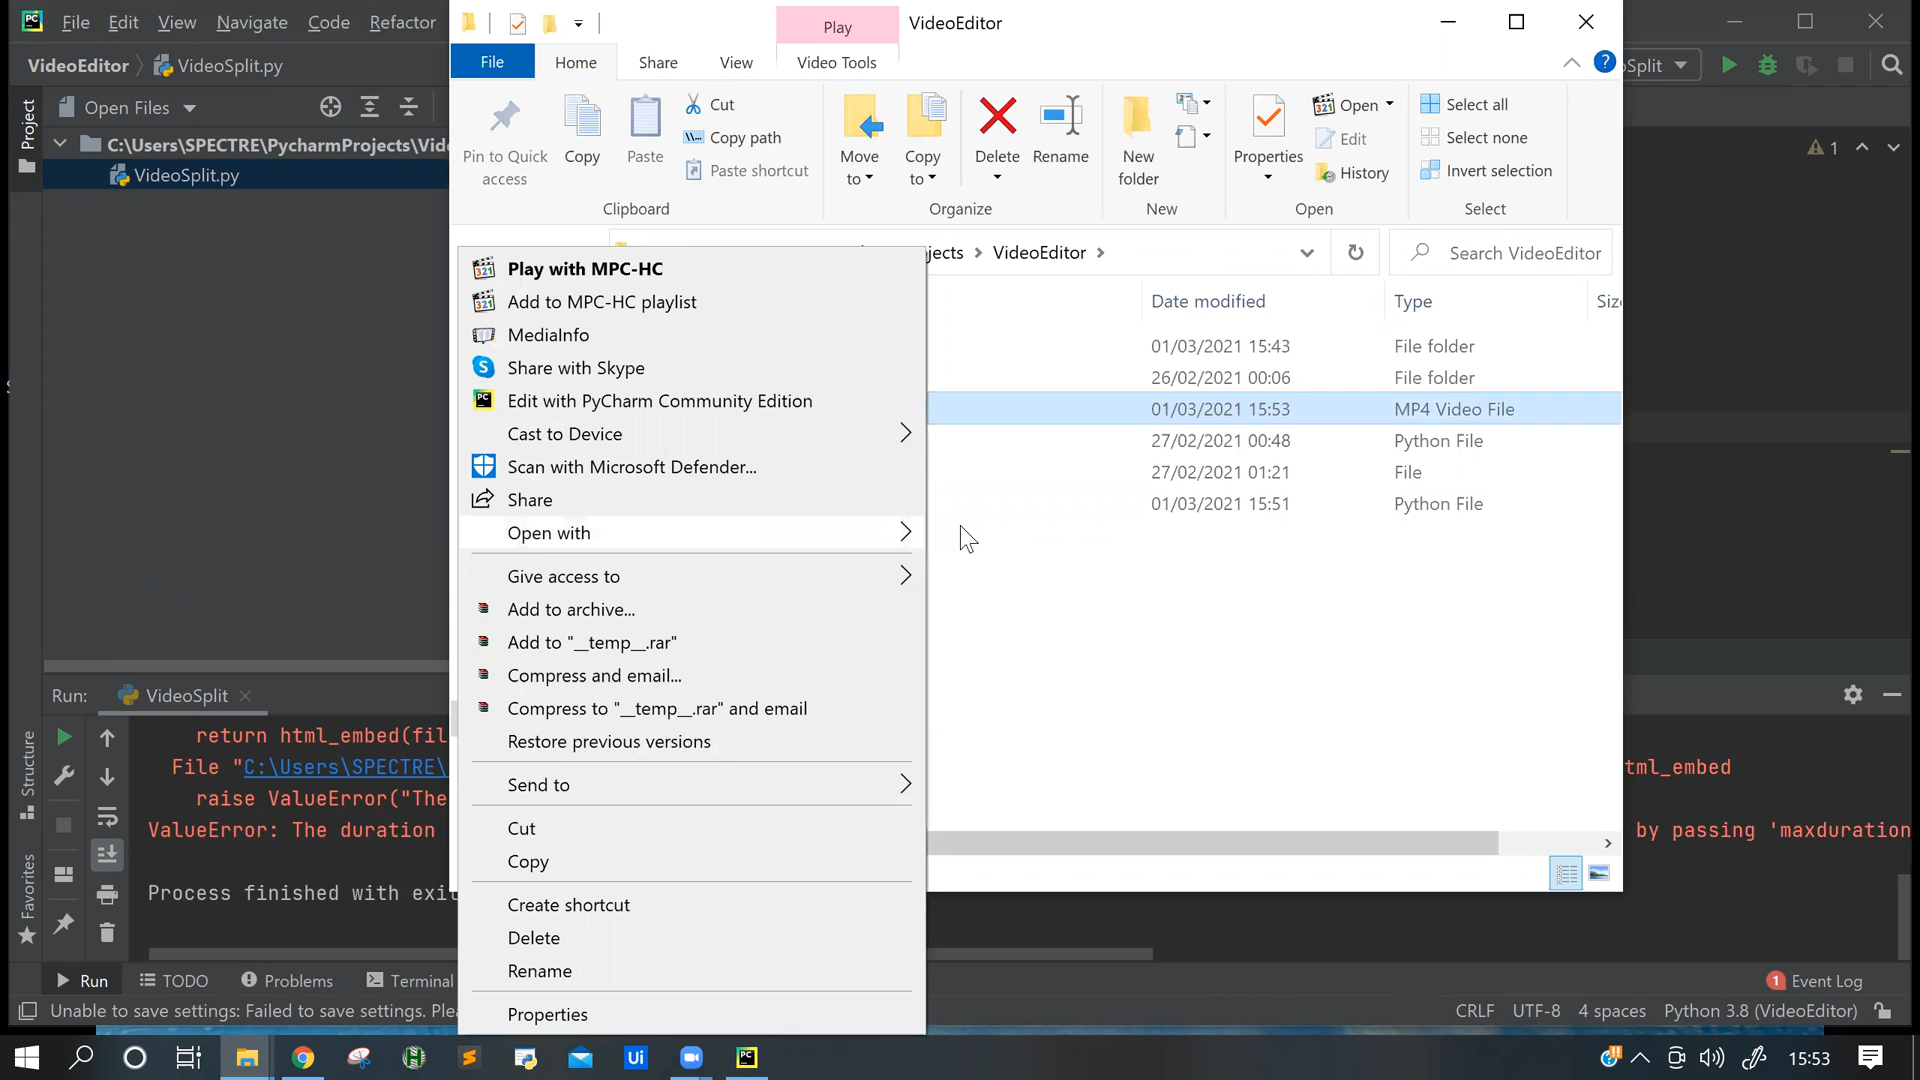 PC File Edit View Navigate Code Refactor
VideoEditor VideoSplit.py
Open Files
C:\Users\SPECTRE\PycharmProjects\Vid
VideoSplit.py
Project
Structure
Favorites
Play VideoEditor
File Home Share View Video Tools
Pin to Quick access
Copy
Paste
Cut
Copy path
Paste shortcut
Clipboard
Move to
Copy to
Delete
Rename
Organize
New folder
New
Properties
Open
Edit
History
Open
Select all
Select none
Invert selection
Select
jects VideoEditor
Search VideoEditor
Date modified Type
01/03/2021 15:43 File folder
26/02/2021 00:06 File folder
01/03/2021 15:53 MP4 Video File
27/02/2021 00:48 Python File
27/02/2021 01:21 File
01/03/2021 15:51 Python File
Play with MPC-HC
Add to MPC-HC playlist
MediaInfo
Share with Skype
Edit with PyCharm Community Edition
Cast to Device
Scan with Microsoft Defender...
Share
Open with
Give access to
Add to archive...
Add to "__temp__.rar"
Compress and email...
Compress to "__temp__.rar" and email
Restore previous versions
Send to
Cut
Copy
Create shortcut
Delete
Rename
Properties
Split
1
Run: VideoSplit
return html_embed(fil
File "C:\Users\SPECTRE\ tml_embed
raise ValueError("The
ValueError: The duration by passing 'maxduration
Process finished with exi
Run TODO Problems Terminal 1 Event Log
Unable to save settings: Failed to save settings. Ple CRLF UTF-8 4 spaces Python 3.8 (VideoEditor)
Ui PC 15:53